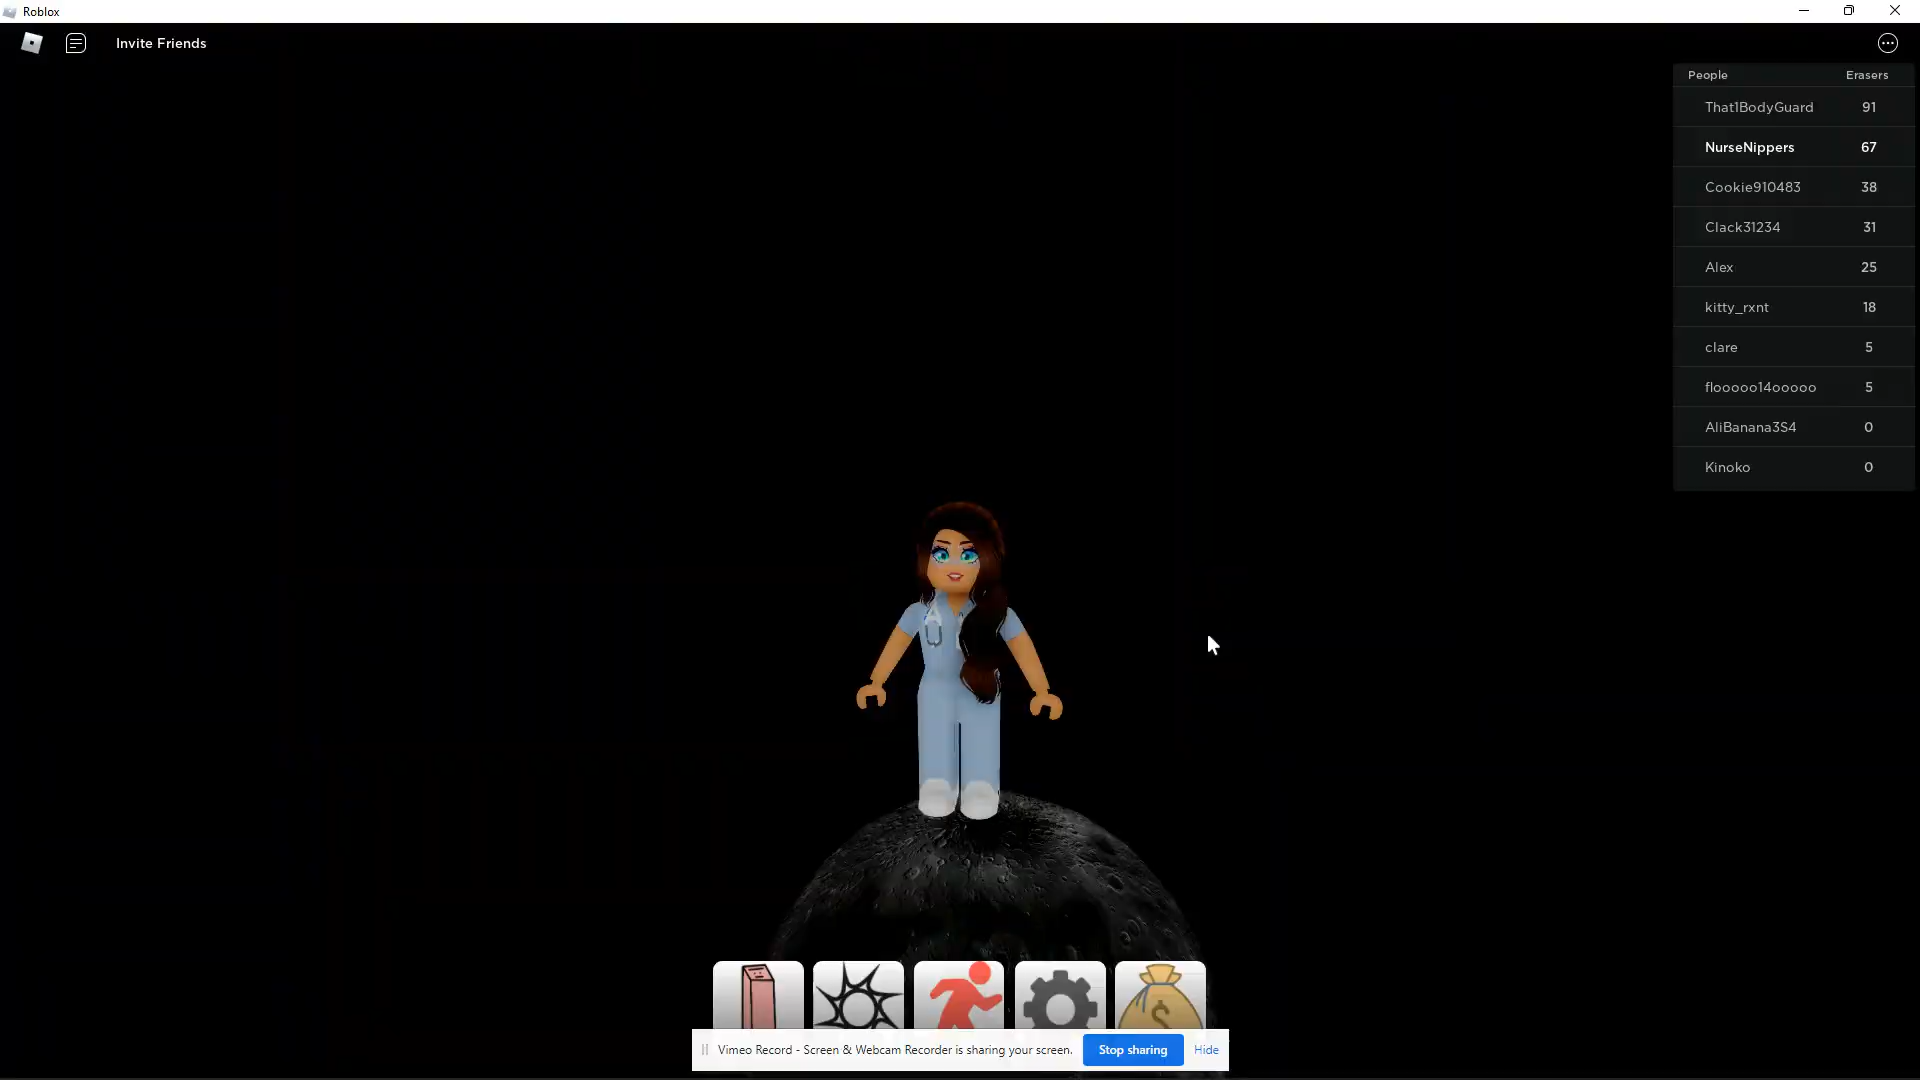 Roblox
Invite Friends
People Erasers
That1BodyGuard 91
NurseNippers 67
Cookie910483 38
Clack31234 31
Alex 25
kitty_rxnt 18
clare 5
flooooo14ooooo 5
AliBanana3S4 0
Kinoko 0
Vimeo Record - Screen & Webcam Recorder is sharing your screen. Stop sharing Hide